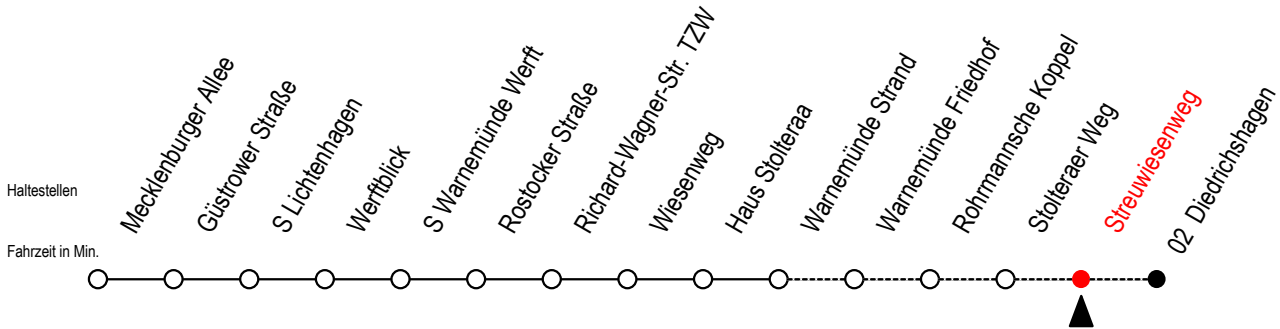 Haltestellen
Fahrzeit in Min.
Mecklenburger Allee
Güstrower Straße
S Lichtenhagen
Werftblick
S Warnemünde Werft
Rostocker Straße
Richard-Wagner-Str. TZW
Wiesenweg
Haus Stolteraa
Warnemünde Strand
Warnemünde Friedhof
Rohrmannsche Koppel
Stolteraer Weg
Streuwiesenweg
02 Diedrichshagen